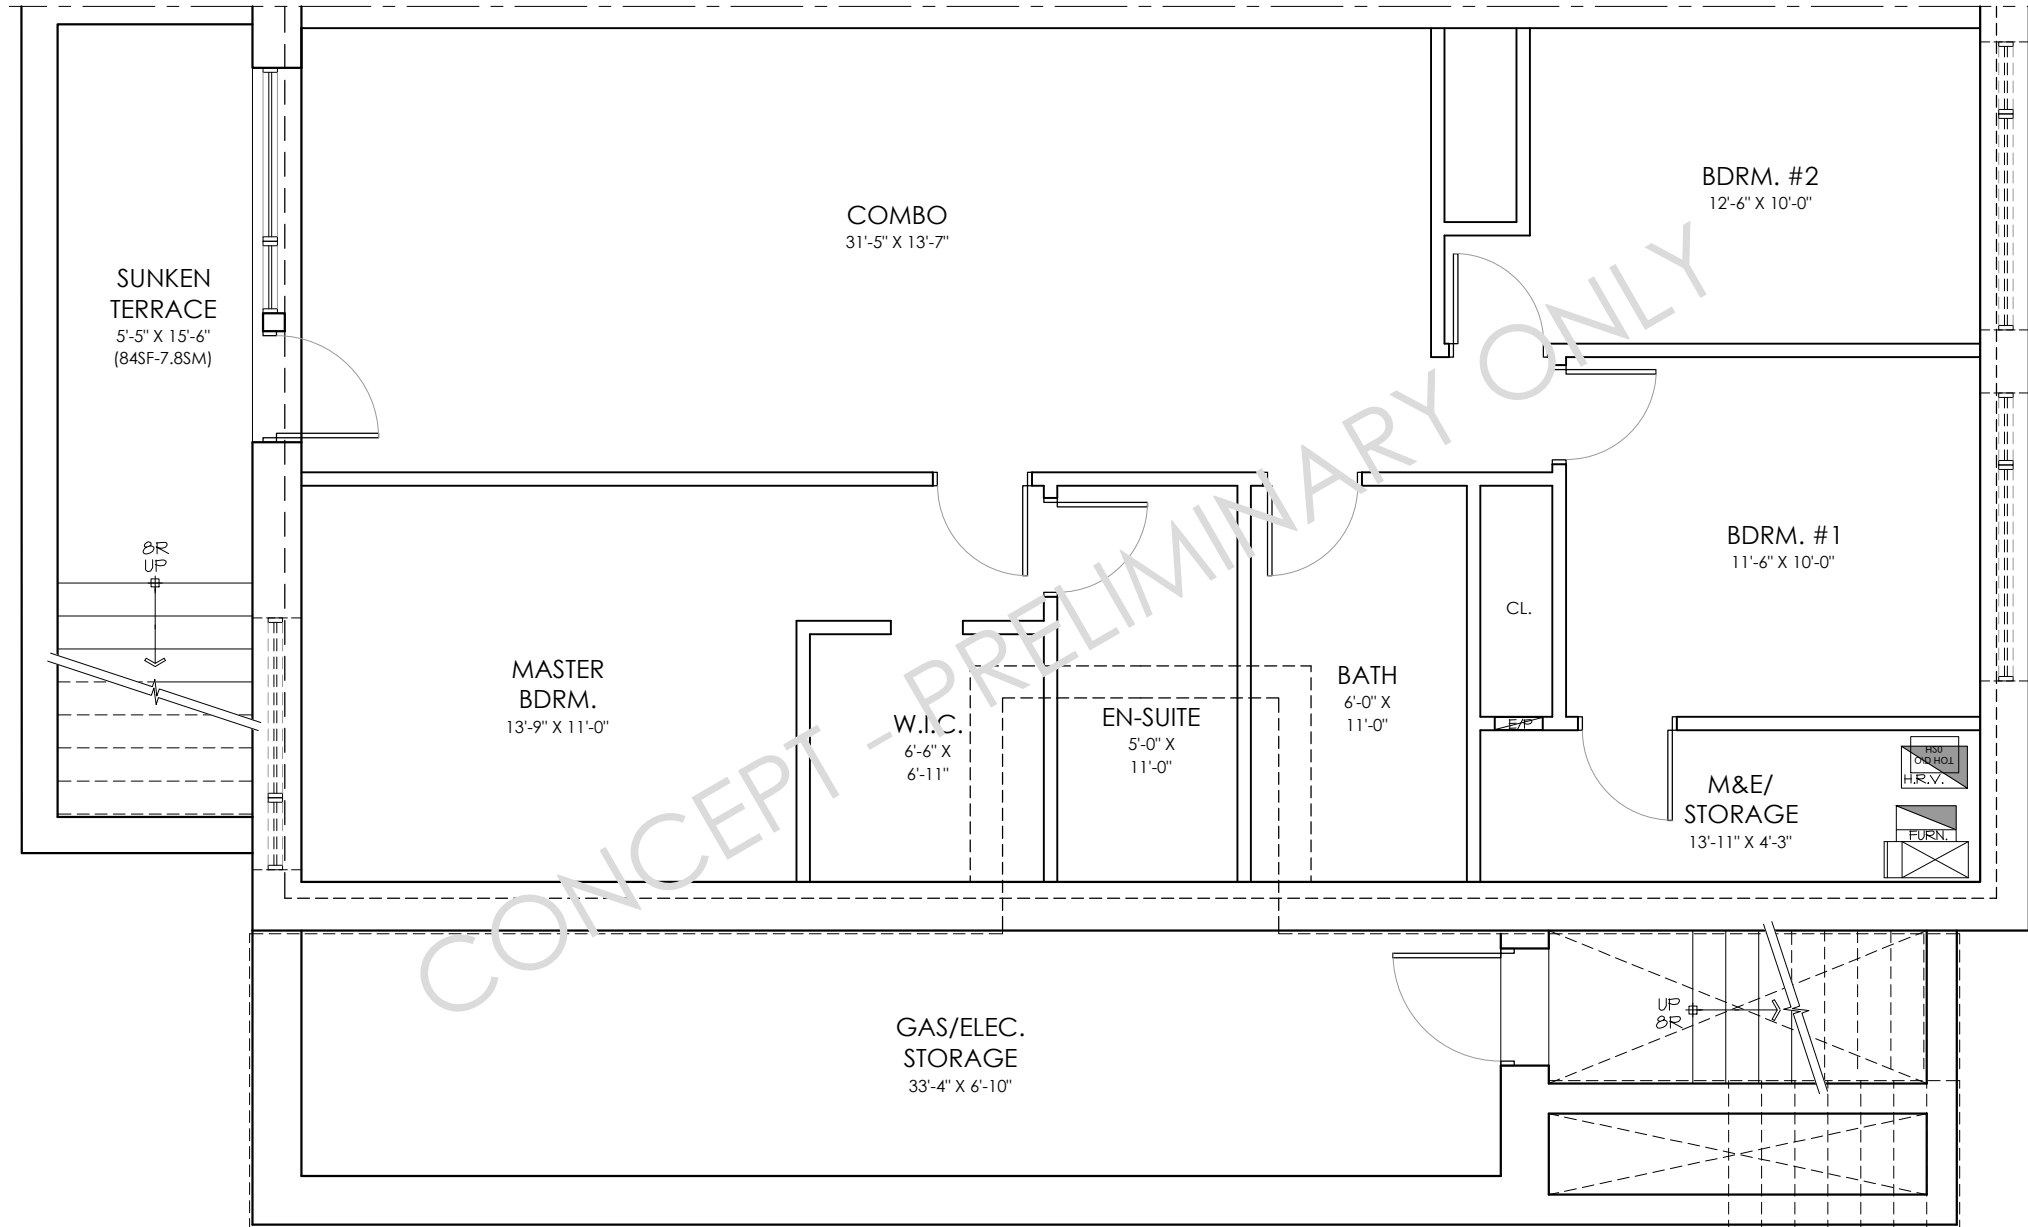 COMBO
31'-5" X 13'-7"
BDRM. #2
12'-6" X 10'-0"
SUNKEN
TERRACE
5'-5" X 15'-6"
(84SF-7.8SM)
8R
UP
BDRM. #1
11'-6" X 10'-0"
CL.
MASTER
BDRM.
13'-9" X 11'-0"
W.I.C.
6'-6" X
6'-11"
EN-SUITE
5'-0" X
11'-0"
BATH
6'-0" X
11'-0"
E/P
M&E/
STORAGE
13'-11" X 4'-3"
H.R.V.
FURN.
GAS/ELEC.
STORAGE
33'-4" X 6'-10"
UP
8R
CONCEPT - PRELIMINARY ONLY